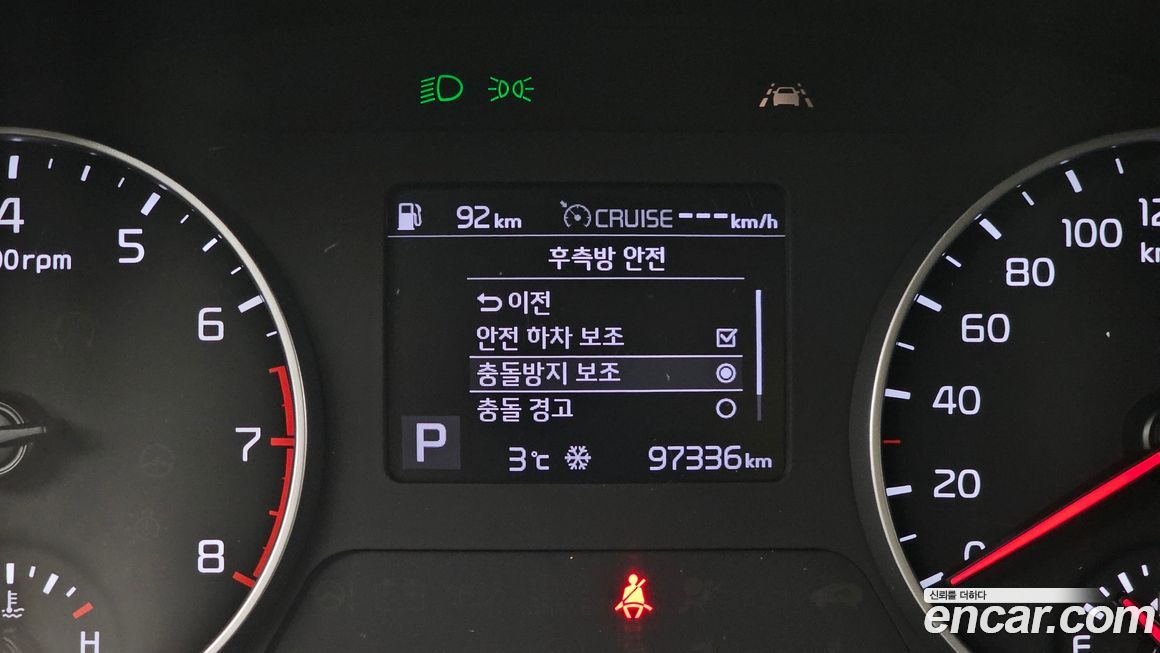 92km CRUISE ---km/h
후측방 안전
이전
안전 하차 보조
충돌방지 보조
충돌 경고
P
3℃ 97336km
4
5
6
7
8
00rpm
H
0
20
40
60
80
100
E
신뢰를 더하다
encar.com